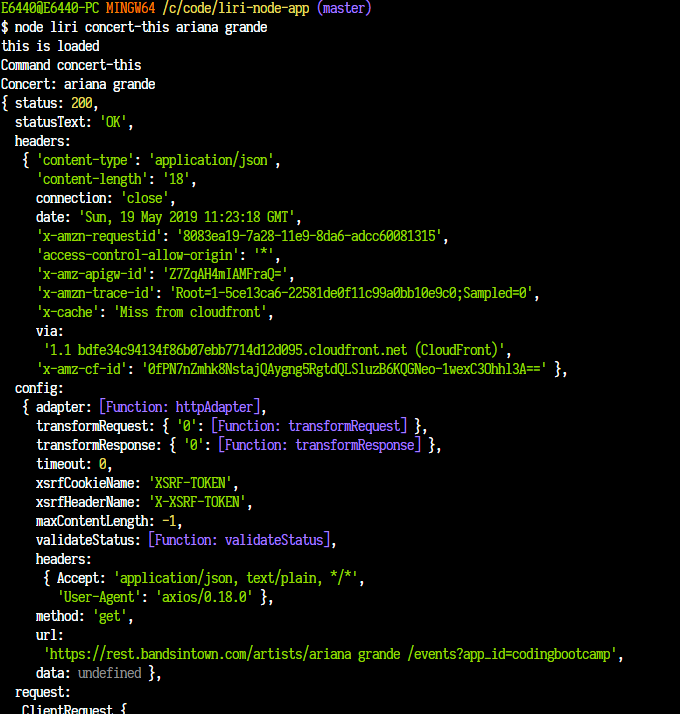 E6440@E6440-PC MINGW64 /c/code/liri-node-app (master)
$ node liri concert-this ariana grande
this is loaded
Command concert-this
Concert: ariana grande
{ status: 200,
  statusText: 'OK',
  headers:
   { 'content-type': 'application/json',
     'content-length': '18',
     connection: 'close',
     date: 'Sun, 19 May 2019 11:23:18 GMT',
     'x-amzn-requestid': '8083ea19-7a28-11e9-8da6-adcc60081315',
     'access-control-allow-origin': '*',
     'x-amz-apigw-id': 'Z7ZqAH4mIAMFraQ=',
     'x-amzn-trace-id': 'Root=1-5ce13ca6-22581de0f11c99a0bb10e9c0;Sampled=0',
     'x-cache': 'Miss from cloudfront',
     via:
      '1.1 bdfe34c94134f86b07ebb7714d12d095.cloudfront.net (CloudFront)',
     'x-amz-cf-id': '0fPN7nZmhk8NstajQAygng5RgtdQLSluzB6KQGNeo-1wexC3Ohhl3A==' },
  config:
   { adapter: [Function: httpAdapter],
     transformRequest: { '0': [Function: transformRequest] },
     transformResponse: { '0': [Function: transformResponse] },
     timeout: 0,
     xsrfCookieName: 'XSRF-TOKEN',
     xsrfHeaderName: 'X-XSRF-TOKEN',
     maxContentLength: -1,
     validateStatus: [Function: validateStatus],
     headers:
      { Accept: 'application/json, text/plain, */*',
        'User-Agent': 'axios/0.18.0' },
     method: 'get',
     url:
      'https://rest.bandsintown.com/artists/ariana grande /events?app_id=codingbootcamp',
     data: undefined },
  request:
   ClientRequest {